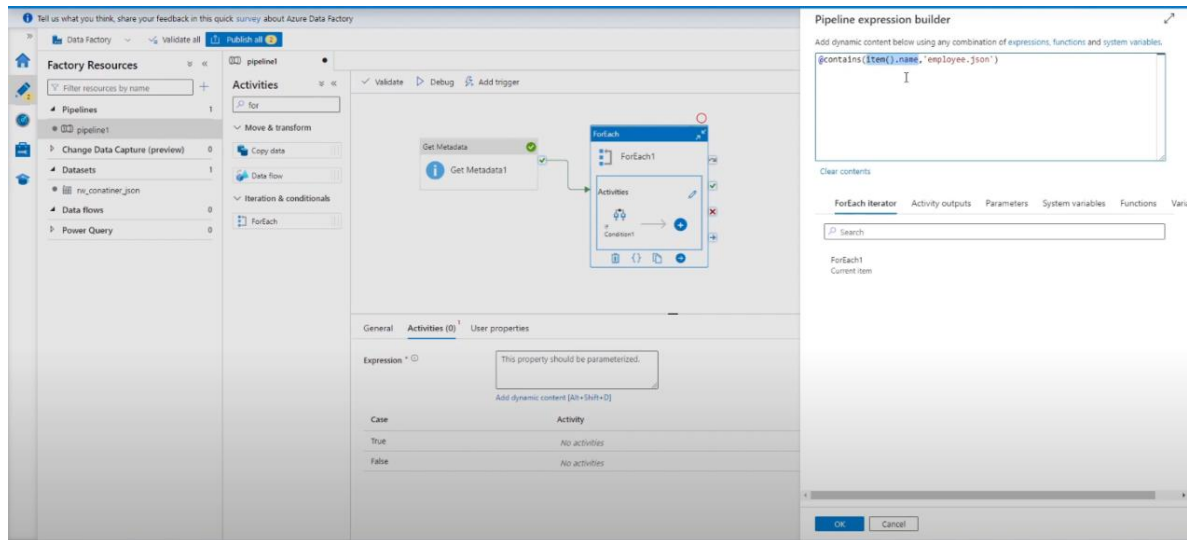 Tell us what you think, share your feedback in this quick survey about Azure Data Factory
Data Factory
Validate all
Publish all 2
Factory Resources
Filter resources by name
Pipelines 1
pipeline1
Change Data Capture (preview) 0
Datasets 1
rw_conatiner_json
Data flows 0
Power Query 0
pipeline1
Activities
for
Move & transform
Copy data
Data flow
Iteration & conditionals
ForEach
Validate Debug Add trigger
Get Metadata
Get Metadata1
ForEach
ForEach1
Activities
Condition1
General Activities (0) 1 User properties
Expression *
This property should be parameterized.
Add dynamic content [Alt+Shift+D]
Case Activity
True No activities
False No activities
Pipeline expression builder
Add dynamic content below using any combination of expressions, functions and system variables.
@contains(item().name,'employee.json')
Clear contents
ForEach iterator Activity outputs Parameters System variables Functions Vari
Search
ForEach1
Current item
OK Cancel